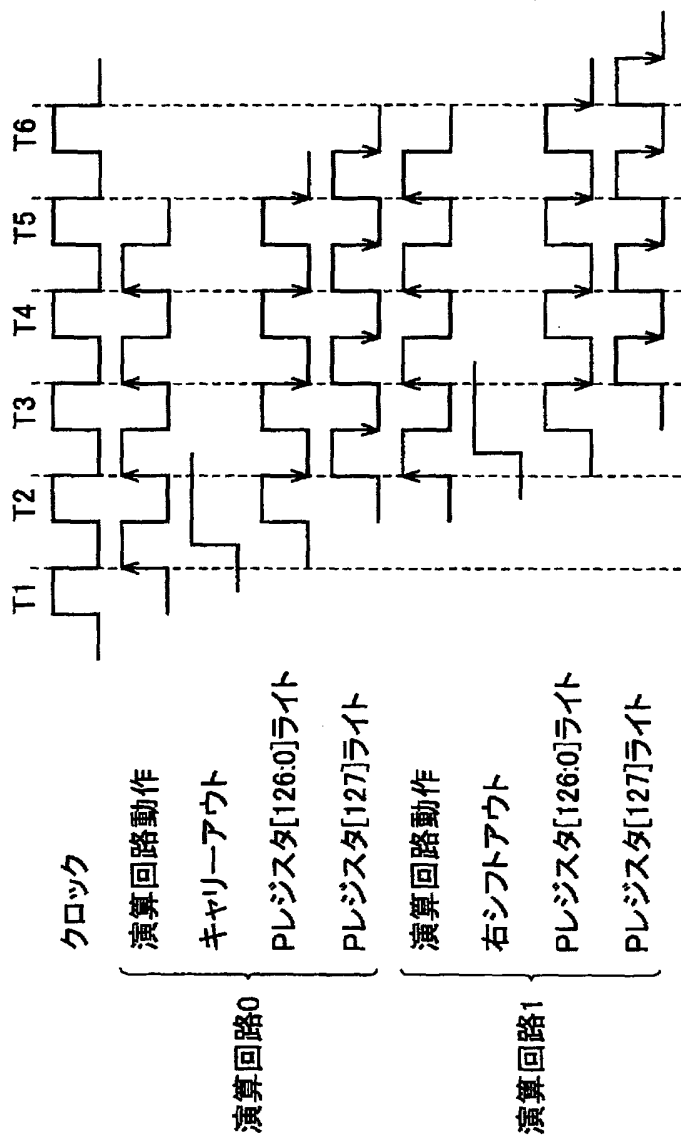 T1 T2 T3 T4 T5 T6
クロック
演算回路0
演算回路動作
キャリーアウト
Pレジスタ[126:0]ライト
Pレジスタ[127]ライト
演算回路1
演算回路動作
右シフトアウト
Pレジスタ[126:0]ライト
Pレジスタ[127]ライト